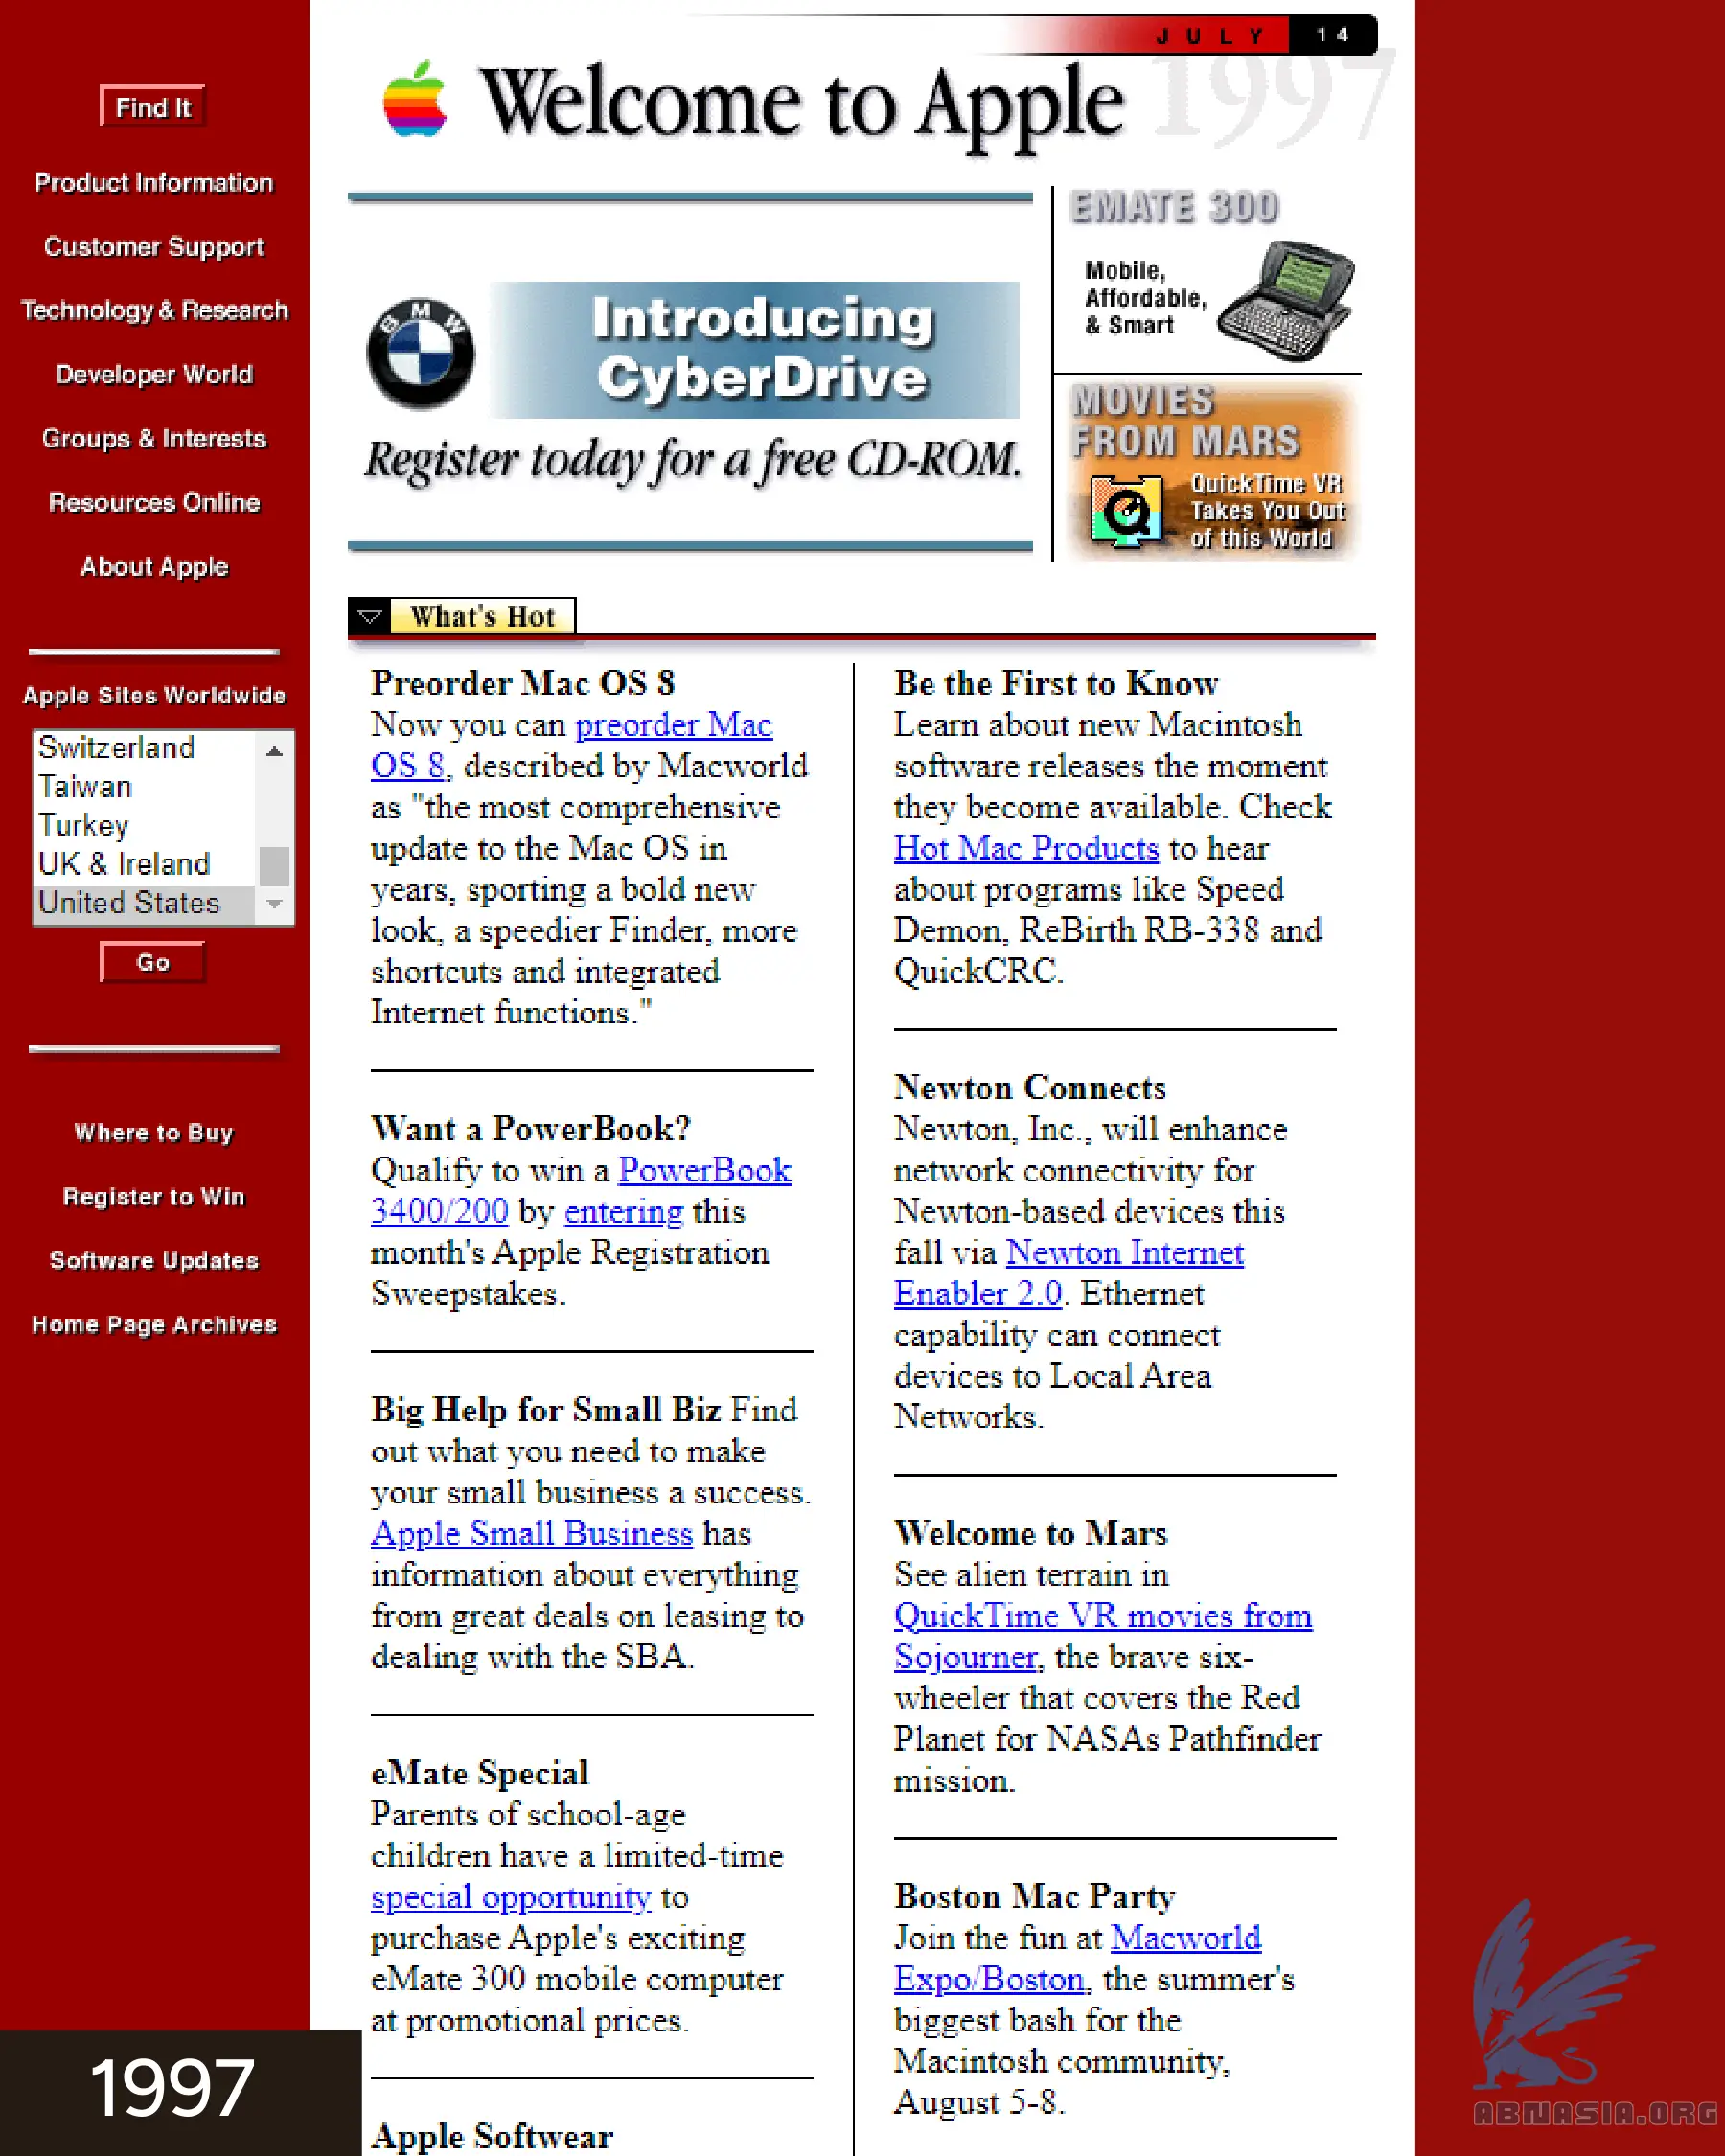 JULY 14
Welcome to Apple
1997
Find It
Product Information
Customer Support
Technology & Research
Developer World
Groups & Interests
Resources Online
About Apple
Apple Sites Worldwide
Switzerland
Taiwan
Turkey
UK & Ireland
United States
Go
Where to Buy
Register to Win
Software Updates
Home Page Archives
BMW
Introducing
CyberDrive
Register today for a free CD-ROM.
EMATE 300
Mobile,
Affordable,
& Smart
MOVIES
FROM MARS
QuickTime VR
Takes You Out
of this World
What's Hot
Preorder Mac OS 8
Now you can preorder Mac
OS 8, described by Macworld
as "the most comprehensive
update to the Mac OS in
years, sporting a bold new
look, a speedier Finder, more
shortcuts and integrated
Internet functions."
Want a PowerBook?
Qualify to win a PowerBook
3400/200 by entering this
month's Apple Registration
Sweepstakes.
Big Help for Small Biz Find
out what you need to make
your small business a success.
Apple Small Business has
information about everything
from great deals on leasing to
dealing with the SBA.
eMate Special
Parents of school-age
children have a limited-time
special opportunity to
purchase Apple's exciting
eMate 300 mobile computer
at promotional prices.
Apple Softwear
Be the First to Know
Learn about new Macintosh
software releases the moment
they become available. Check
Hot Mac Products to hear
about programs like Speed
Demon, ReBirth RB-338 and
QuickCRC.
Newton Connects
Newton, Inc., will enhance
network connectivity for
Newton-based devices this
fall via Newton Internet
Enabler 2.0. Ethernet
capability can connect
devices to Local Area
Networks.
Welcome to Mars
See alien terrain in
QuickTime VR movies from
Sojourner, the brave six-
wheeler that covers the Red
Planet for NASAs Pathfinder
mission.
Boston Mac Party
Join the fun at Macworld
Expo/Boston, the summer's
biggest bash for the
Macintosh community,
August 5-8.
1997
ABNASIA.ORG